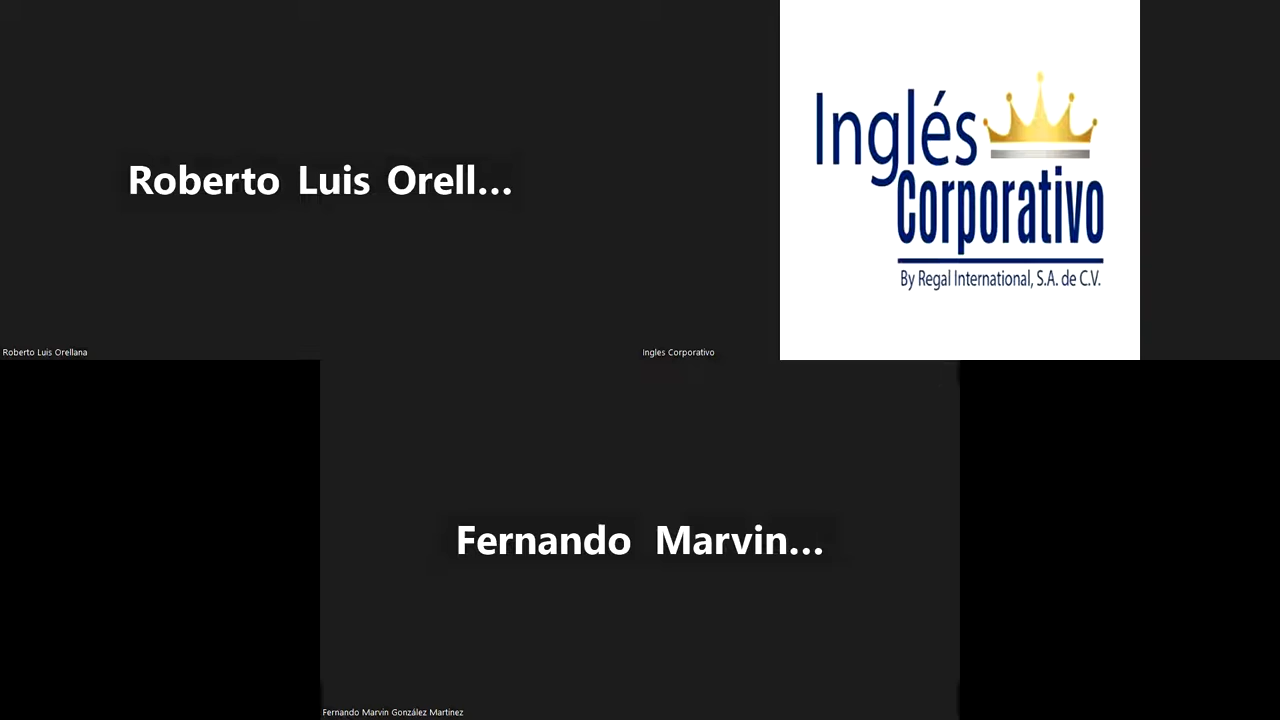 Roberto Luis Orell...
Roberto Luis Orellana
Inglés
Corporativo
By Regal International, S.A. de C.V.
Ingles Corporativo
Fernando Marvin...
Fernando Marvin González Martinez